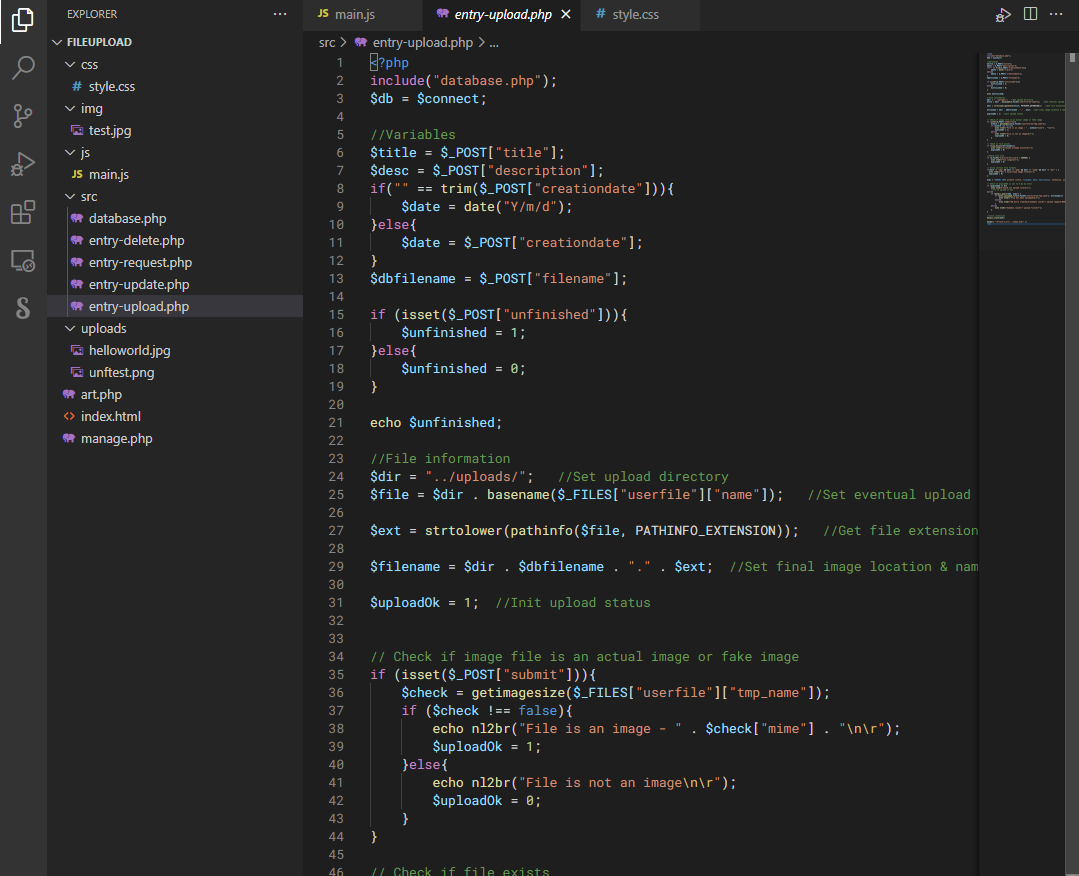 EXPLORER
FILEUPLOAD
css
# style.css
img
test.jpg
js
JS main.js
src
database.php
entry-delete.php
entry-request.php
entry-update.php
entry-upload.php
uploads
helloworld.jpg
unftest.png
art.php
<> index.html
manage.php
JS main.js
entry-upload.php
# style.css
src > entry-upload.php > ...
1 <?php
2 include("database.php");
3 $db = $connect;
4
5 //Variables
6 $title = $_POST["title"];
7 $desc = $_POST["description"];
8 if("" == trim($_POST["creationdate"])){
9 $date = date("Y/m/d");
10 }else{
11 $date = $_POST["creationdate"];
12 }
13 $dbfilename = $_POST["filename"];
14
15 if (isset($_POST["unfinished"])){
16 $unfinished = 1;
17 }else{
18 $unfinished = 0;
19 }
20
21 echo $unfinished;
22
23 //File information
24 $dir = "../uploads/"; //Set upload directory
25 $file = $dir . basename($_FILES["userfile"]["name"]); //Set eventual upload
26
27 $ext = strtolower(pathinfo($file, PATHINFO_EXTENSION)); //Get file extension
28
29 $filename = $dir . $dbfilename . "." . $ext; //Set final image location & nam
30
31 $uploadOk = 1; //Init upload status
32
33
34 // Check if image file is an actual image or fake image
35 if (isset($_POST["submit"])){
36 $check = getimagesize($_FILES["userfile"]["tmp_name"]);
37 if ($check !== false){
38 echo nl2br("File is an image - " . $check["mime"] . "\n\r");
39 $uploadOk = 1;
40 }else{
41 echo nl2br("File is not an image\n\r");
42 $uploadOk = 0;
43 }
44 }
45
46 // Check if file exists